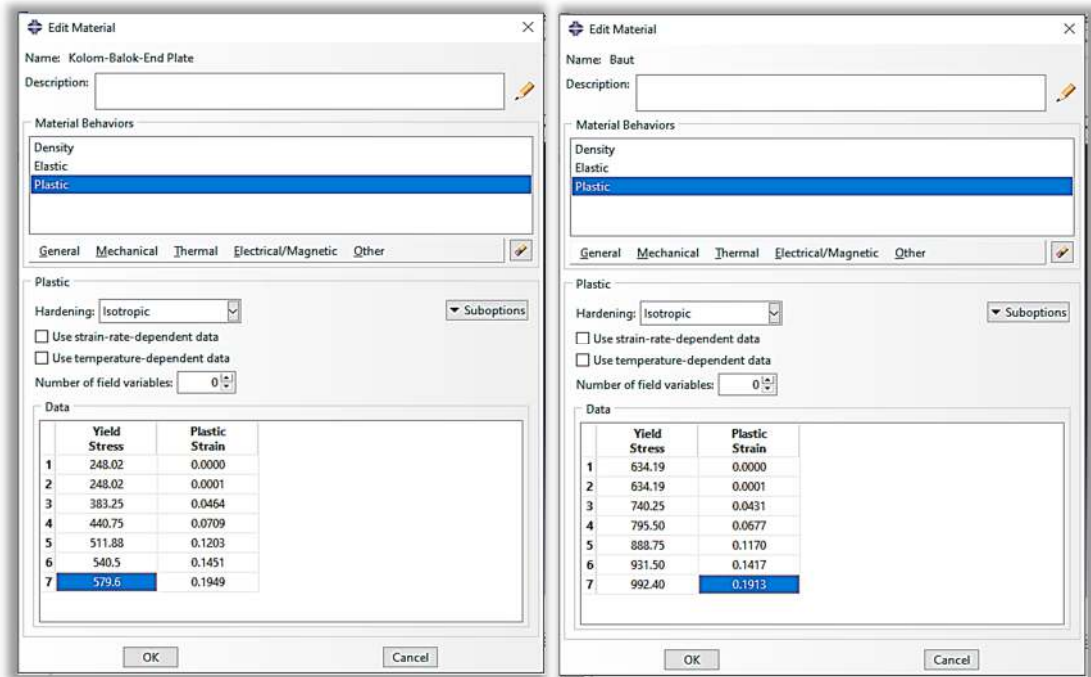 Edit Material
Name: Kolom-Balok-End Plate
Description:
Material Behaviors
Density
Elastic
Plastic
General Mechanical Thermal Electrical/Magnetic Other
Plastic
Hardening: Isotropic
Suboptions
Use strain-rate-dependent data
Use temperature-dependent data
Number of field variables: 0
Data
Yield Stress Plastic Strain
1 248.02 0.0000
2 248.02 0.0001
3 383.25 0.0464
4 440.75 0.0709
5 511.88 0.1203
6 540.5 0.1451
7 579.6 0.1949
OK Cancel
Edit Material
Name: Baut
Description:
Material Behaviors
Density
Elastic
Plastic
General Mechanical Thermal Electrical/Magnetic Other
Plastic
Hardening: Isotropic
Suboptions
Use strain-rate-dependent data
Use temperature-dependent data
Number of field variables: 0
Data
Yield Stress Plastic Strain
1 634.19 0.0000
2 634.19 0.0001
3 740.25 0.0431
4 795.50 0.0677
5 888.75 0.1170
6 931.50 0.1417
7 992.40 0.1913
OK Cancel